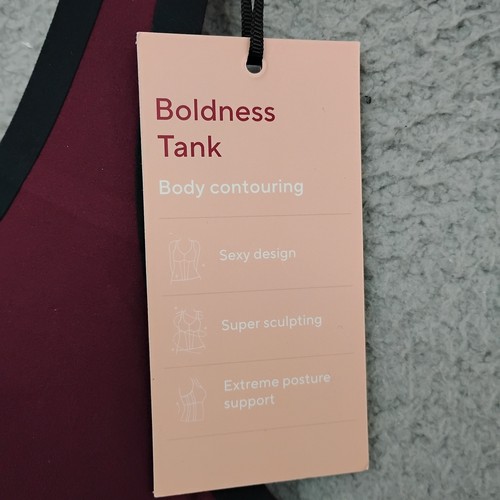 Boldness
Tank
Body contouring
Sexy design
Super sculpting
Extreme posture
support